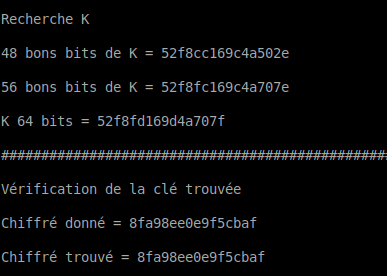 Recherche K
48 bons bits de K = 52f8cc169c4a502e
56 bons bits de K = 52f8fc169c4a707e
K 64 bits = 52f8fd169d4a707f
################################################
Vérification de la clé trouvée
Chiffré donné = 8fa98ee0e9f5cbaf
Chiffré trouvé = 8fa98ee0e9f5cbaf